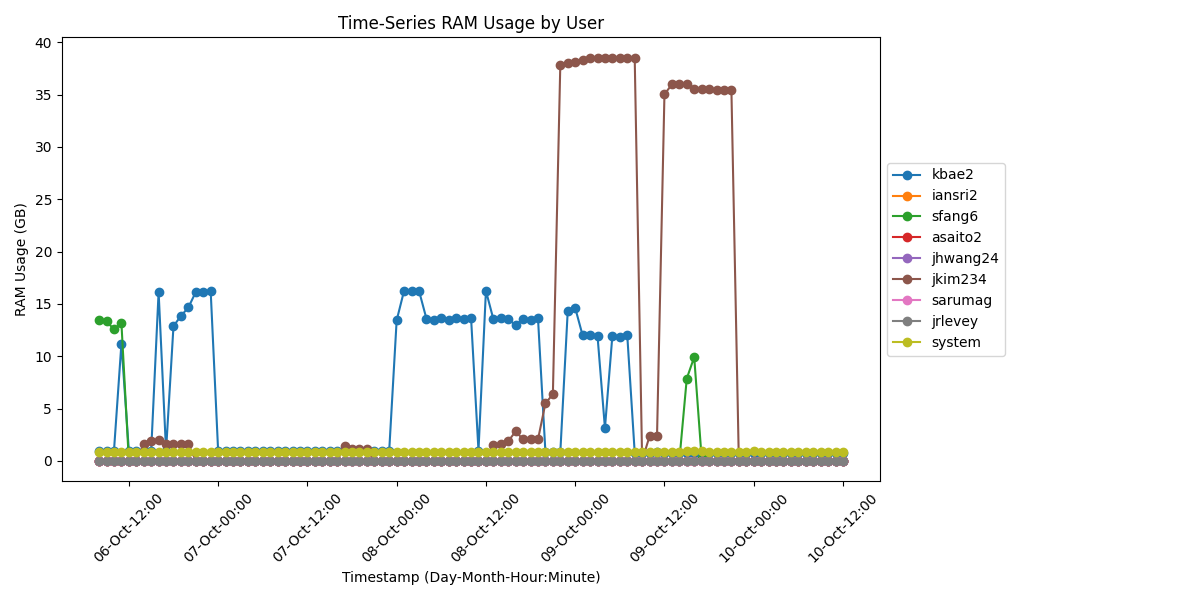 Time-Series RAM Usage by User
RAM Usage (GB)
40
35
30
25
20
15
10
5
0
06-Oct-12:00
07-Oct-00:00
07-Oct-12:00
08-Oct-00:00
08-Oct-12:00
09-Oct-00:00
09-Oct-12:00
10-Oct-00:00
10-Oct-12:00
Timestamp (Day-Month-Hour:Minute)
kbae2
iansri2
sfang6
asaito2
jhwang24
jkim234
sarumag
jrlevey
system